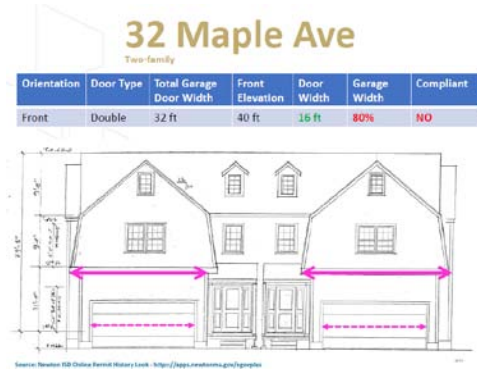 32 Maple Ave
Two-family
Orientation Door Type Total Garage Door Width Front Elevation Door Width Garage Width Compliant
Front Double 32 ft 40 ft 16 ft 80% NO
Source: Newton ISD Online Permit History Look - https://apps.newtonma.gov/